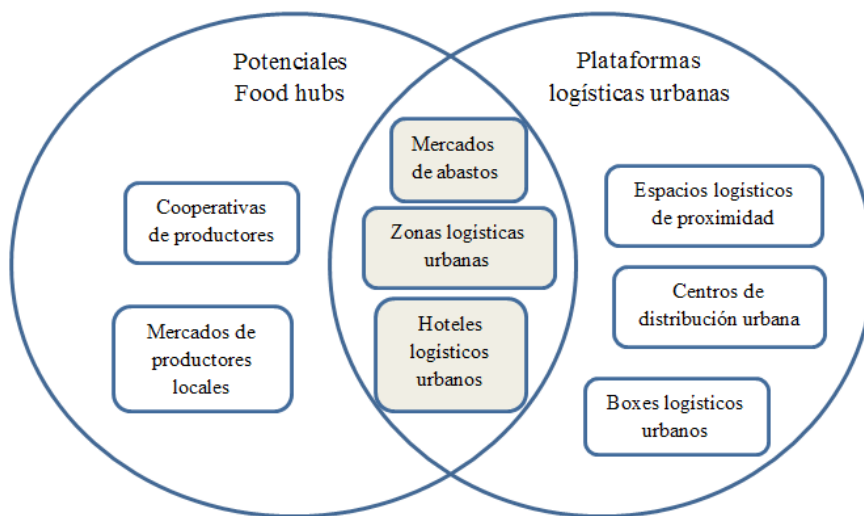 Potenciales
Food hubs
Plataformas
logísticas urbanas
Mercados
de abastos
Cooperativas
de productores
Zonas logísticas
urbanas
Espacios logísticos
de proximidad
Mercados de
productores
locales
Hoteles
logísticos
urbanos
Centros de
distribución urbana
Boxes logísticos
urbanos